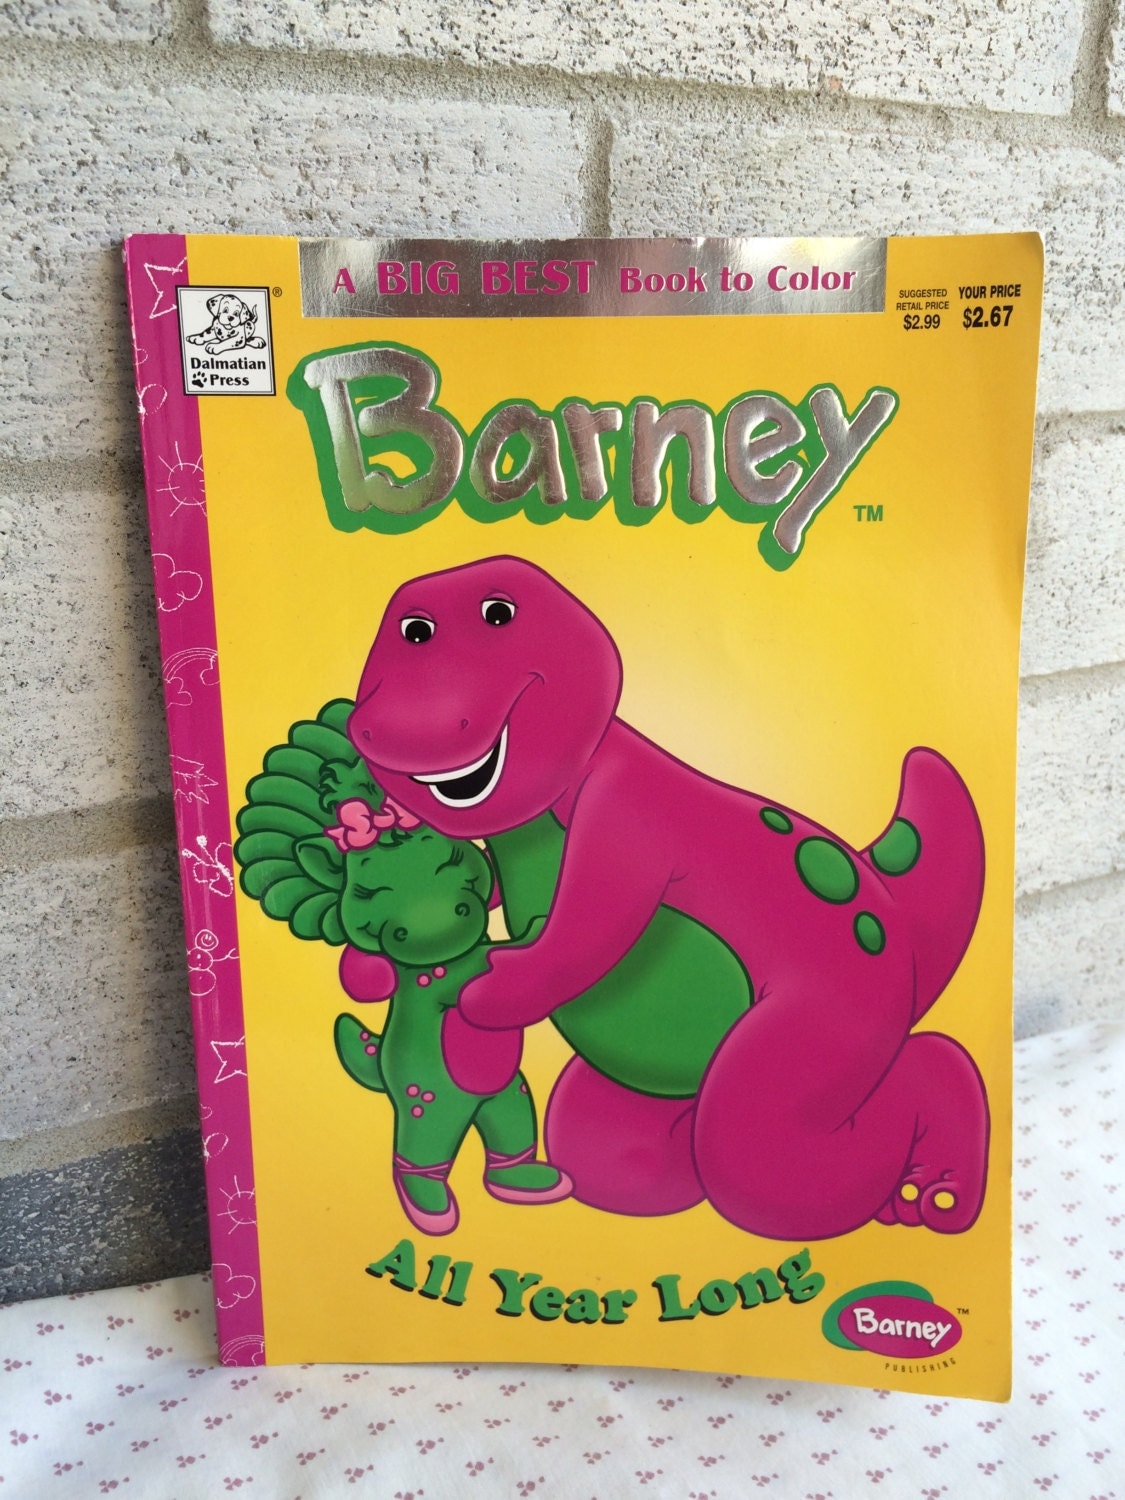 A BIG BEST Book to Color
SUGGESTED RETAIL PRICE $2.99
YOUR PRICE $2.67
®
Dalmatian
Press
Barney
TM
All Year Long
Barney TM
PUBLISHING